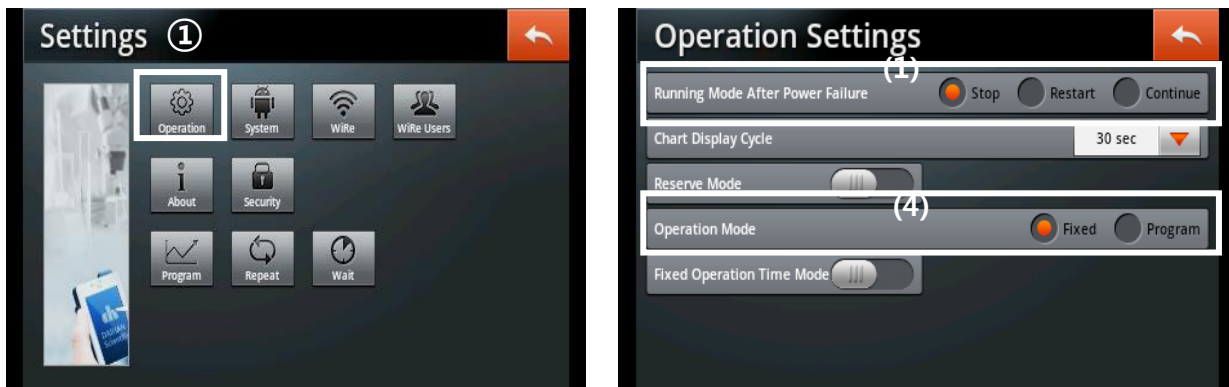 Settings ①
Operation System WiRe WiRe Users
About Security
Program Repeat Wait
DAIHAN
Scientific
Operation Settings
(1)
Running Mode After Power Failure Stop Restart Continue
Chart Display Cycle 30 sec
Reserve Mode
(4)
Operation Mode Fixed Program
Fixed Operation Time Mode